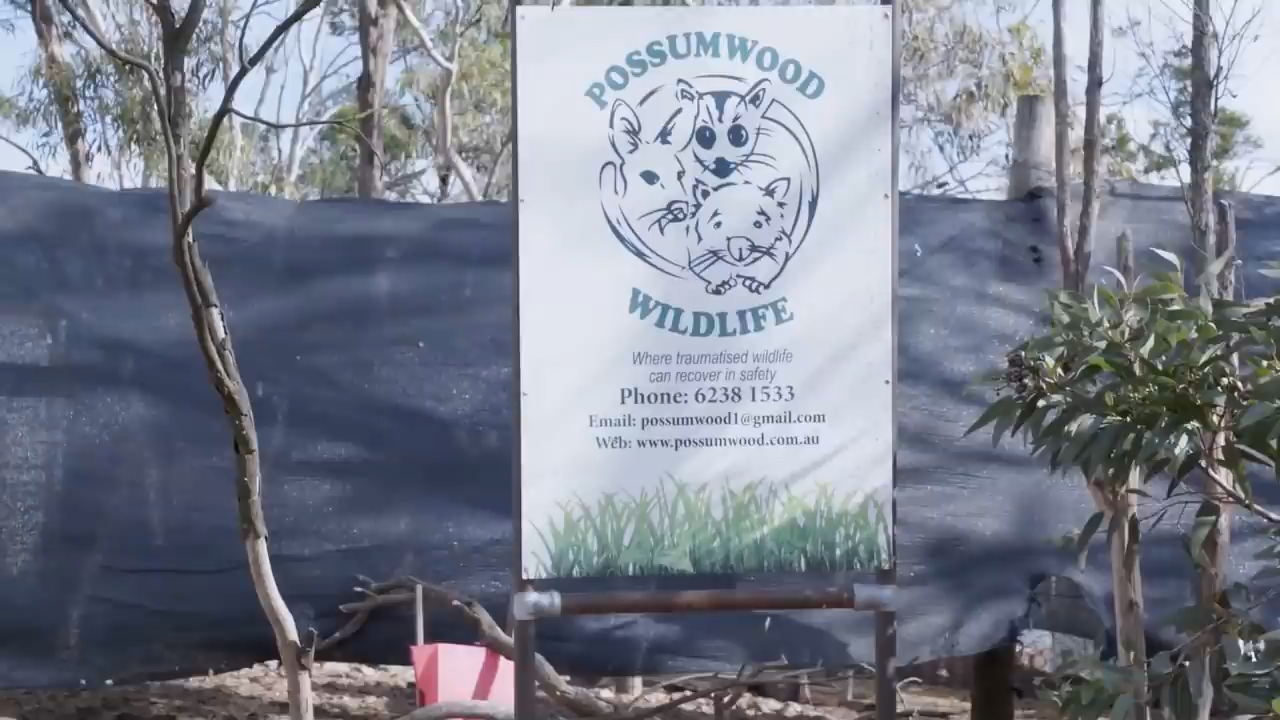 POSSUMWOOD
WILDLIFE
Where traumatised wildlife
can recover in safety
Phone: 6238 1533
Email: possumwood1@gmail.com
Web: www.possumwood.com.au